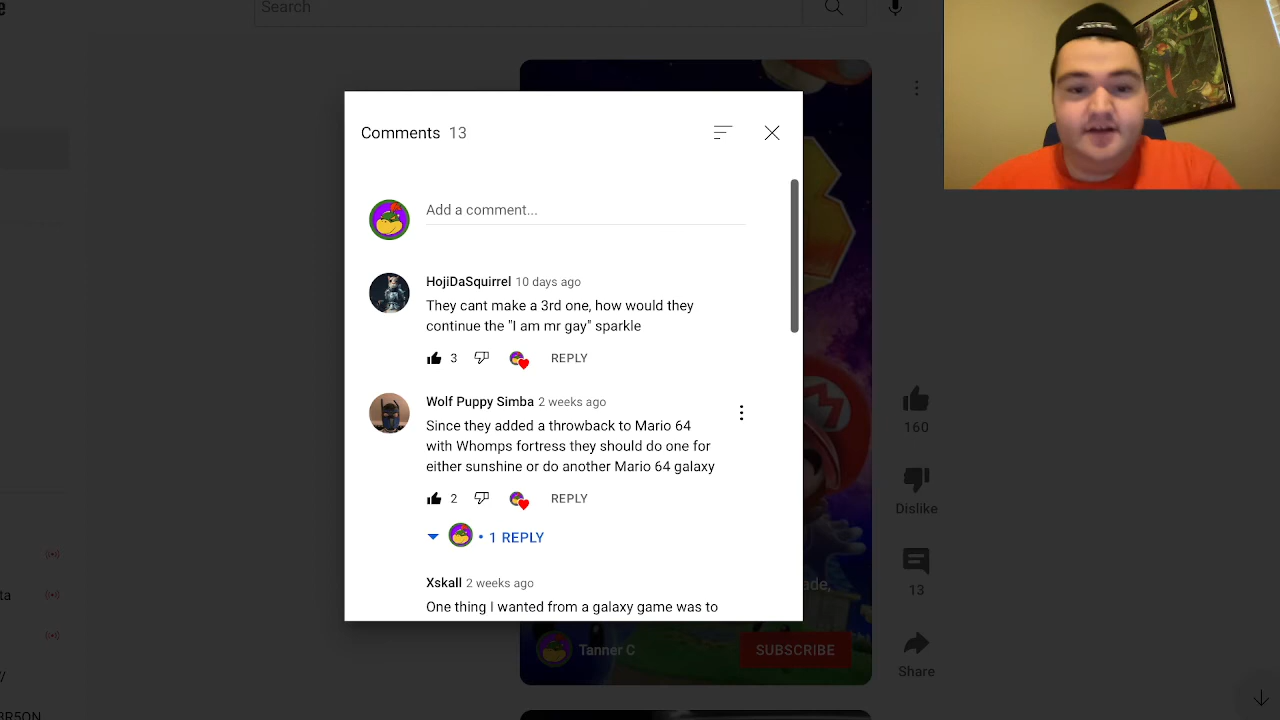 Search
Comments 13
Add a comment...
HojiDaSquirrel 10 days ago
They cant make a 3rd one, how would they
continue the "I am mr gay" sparkle
3 REPLY
Wolf Puppy Simba 2 weeks ago
Since they added a throwback to Mario 64
with Whomps fortress they should do one for
either sunshine or do another Mario 64 galaxy
2 REPLY
• 1 REPLY
Xskall 2 weeks ago
One thing I wanted from a galaxy game was to
160
Dislike
13
Share
ade,
Tanner C SUBSCRIBE
ta
//